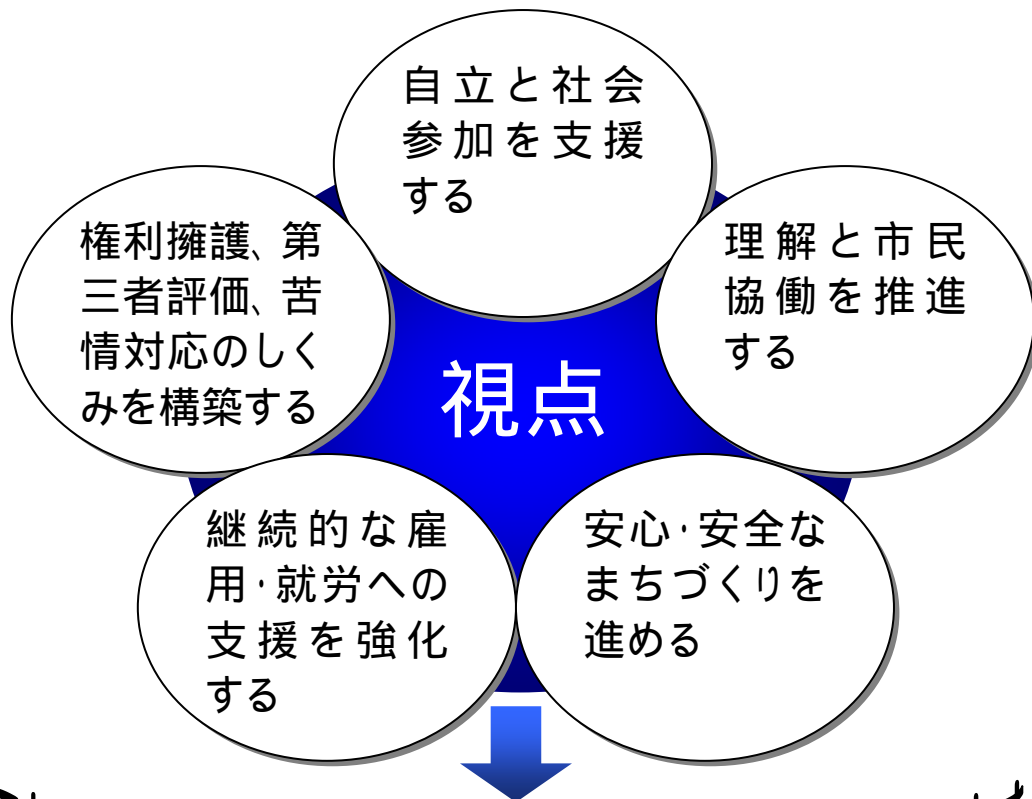 自立と社会
参加を支援
する
権利擁護、第
三者評価、苦
情対応のしく
みを構築する
理解と市民
協働を推進
する
視点
継続的な雇
用・就労への
支援を強化
する
安心・安全な
まちづくりを
進める